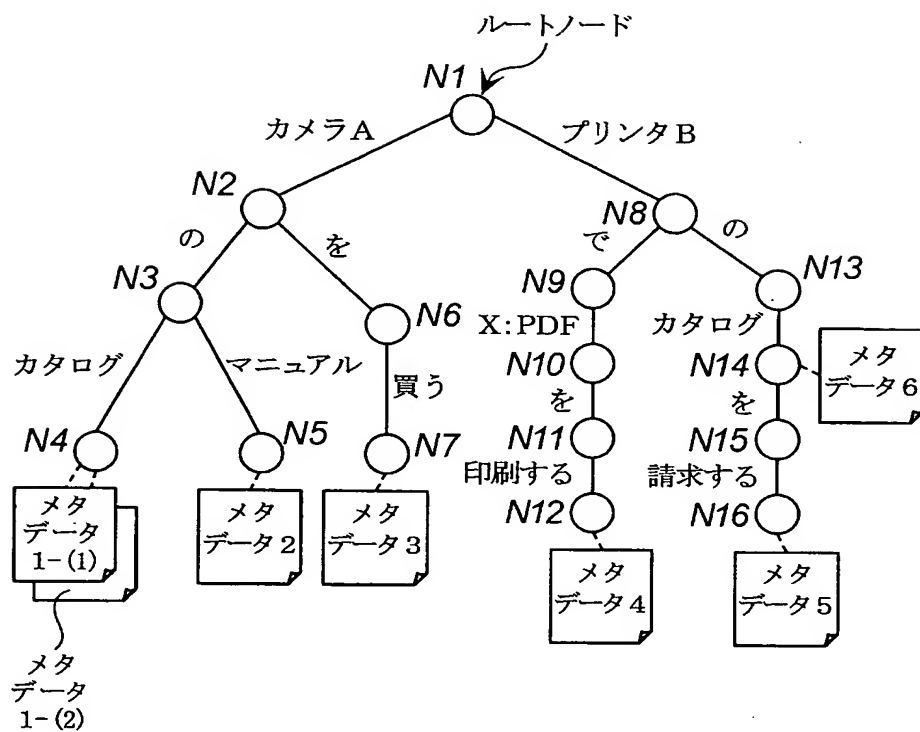 ルートノード
N1
カメラA
プリンタB
N2
N8
の
を
で
の
N3
N6
N9
N13
X:PDF
カタログ
カタログ
マニュアル
買う
N10
N14
メタ
データ6
を
を
N4
N5
N7
N11
N15
印刷する
請求する
メタ
データ
1-(1)
メタ
データ2
メタ
データ3
N12
N16
メタ
データ4
メタ
データ5
メタ
データ
1-(2)